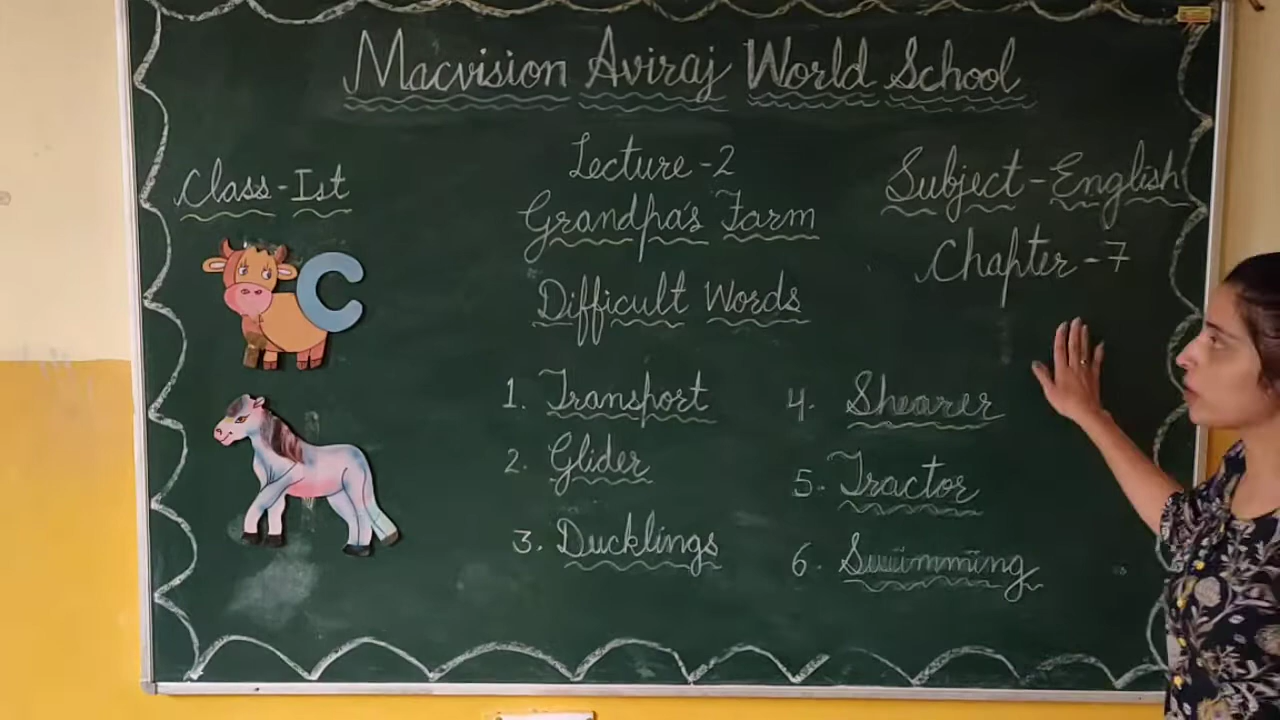 Macvision Aviraj World School
Lecture - 2
Class - Ist
Subject - English
Grandpa's Farm
Chapter - 7
C
Difficult Words
1. Transport
2. Glider
3. Ducklings
4. Shearer
5. Tractor
6. Swimming